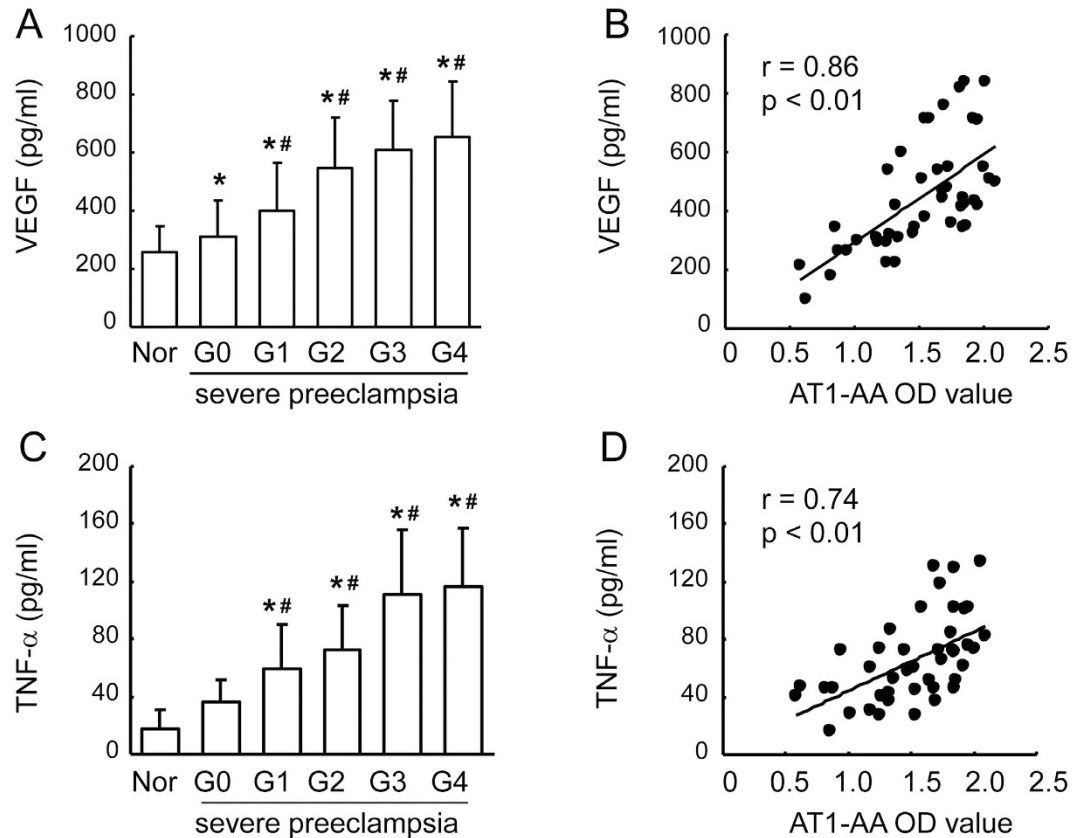 A
VEGF (pg/ml)
1000
800
600
400
200
0
*
*#
*#
*#
*#
Nor G0 G1 G2 G3 G4
severe preeclampsia
B
VEGF (pg/ml)
1000
800
600
400
200
0
r = 0.86
p < 0.01
0 0.5 1.0 1.5 2.0 2.5
AT1-AA OD value
C
TNF-α (pg/ml)
200
160
120
80
40
0
*#
*#
*#
*#
Nor G0 G1 G2 G3 G4
severe preeclampsia
D
TNF-α (pg/ml)
200
160
120
80
40
0
r = 0.74
p < 0.01
0 0.5 1.0 1.5 2.0 2.5
AT1-AA OD value